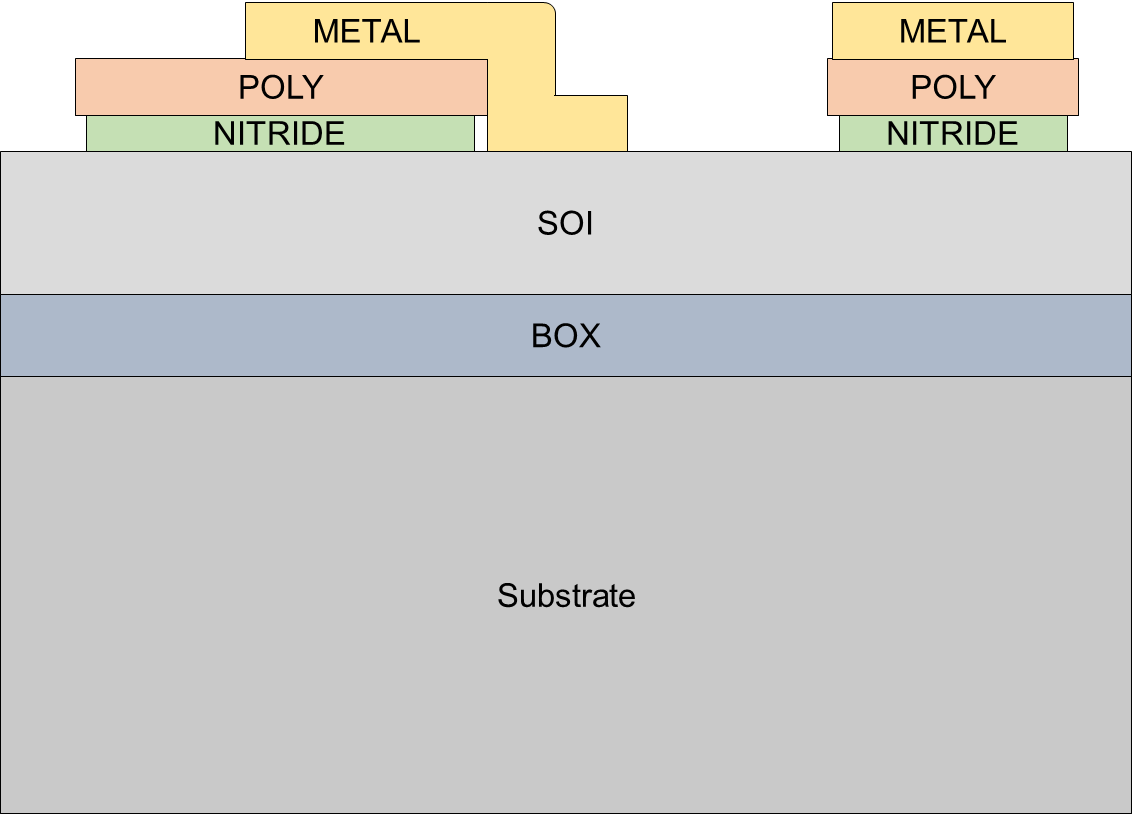 METAL
METAL
POLY
POLY
NITRIDE
NITRIDE
SOI
BOX
Substrate